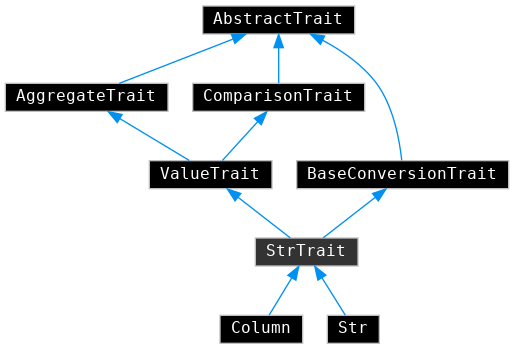 AbstractTrait
AggregateTrait
ComparisonTrait
ValueTrait
BaseConversionTrait
StrTrait
Column
Str